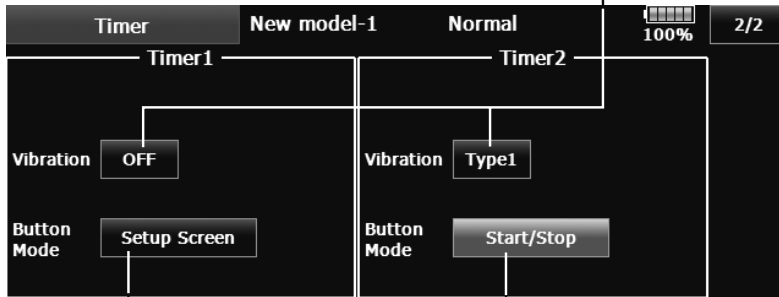 Timer New model-1 Normal 100% 2/2
Timer1 Timer2
Vibration OFF Vibration Type1
Button Mode Setup Screen Button Mode Start/Stop